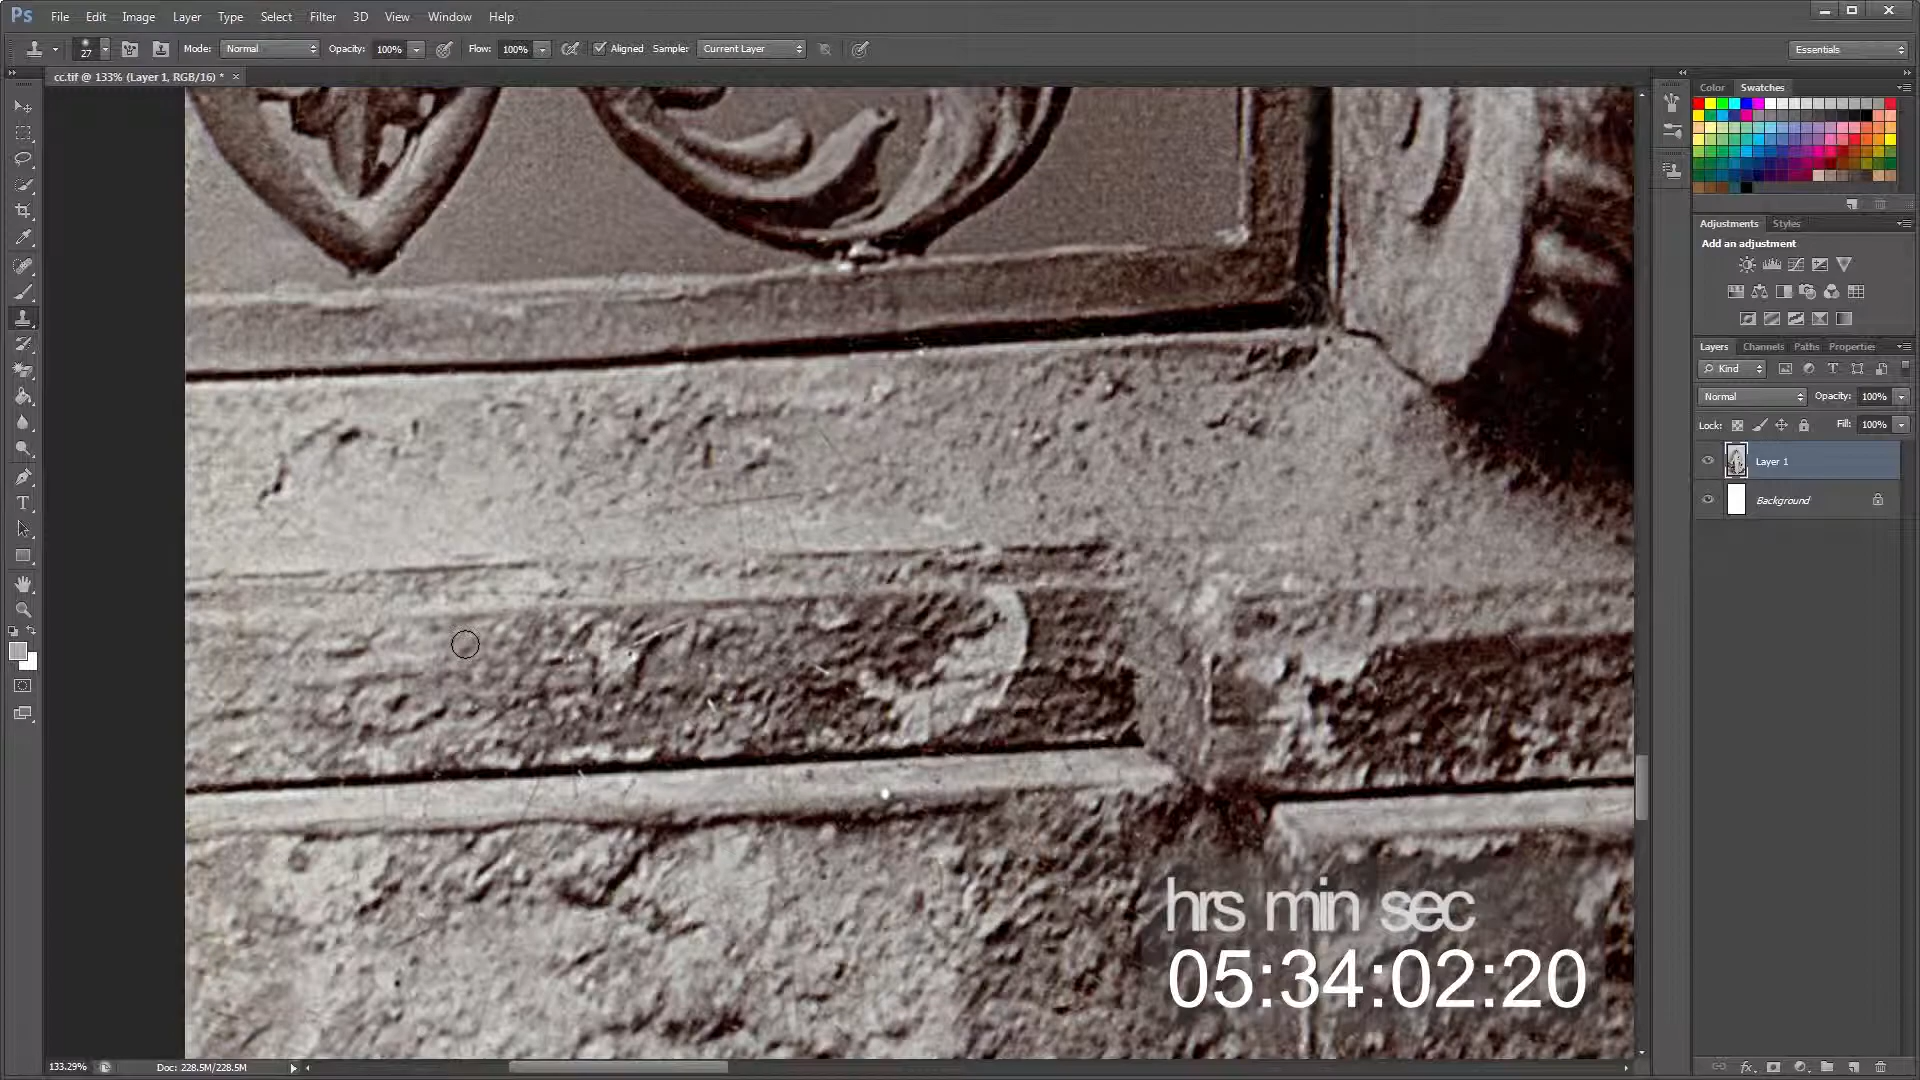 Ps File Edit Image Layer Type Select Filter 3D View Window Help
27 Mode: Normal Opacity: 100% Flow: 100% Aligned Sample: Current Layer Essentials
cc.tif @ 133% (Layer 1, RGB/16) * ×
Color Swatches
Adjustments Styles
Add an adjustment
Layers Channels Paths Properties
Kind
Normal Opacity: 100%
Lock: Fill: 100%
Layer 1
Background
hrs min sec
05:34:02:20
133.29% Doc: 228.5M/228.5M